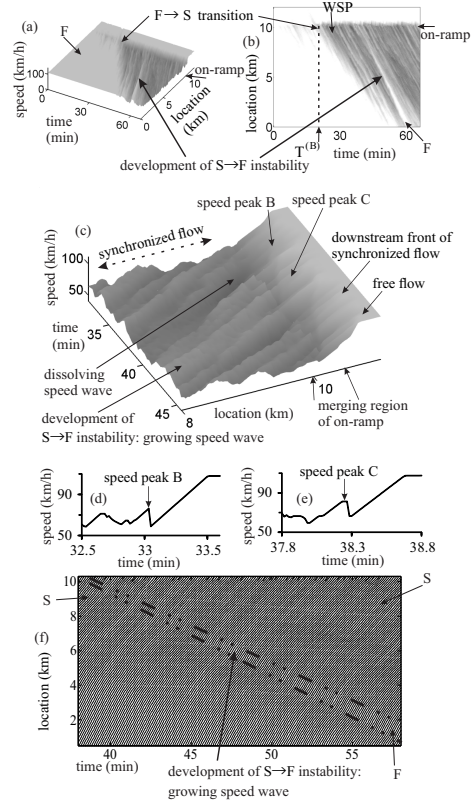 (a)
F→S transition
F
speed (km/h)
100
0
0
30
60
time
(min)
0
5
10
location
(km)
on-ramp
(b)
WSP
on-ramp
location (km)
10
5
0
0
30
60
T(B)
time (min)
F
development of S→F instability
(c)
speed peak B
speed peak C
synchronized flow
downstream front of
synchronized flow
free flow
speed (km/h)
100
50
time
(min)
35
40
45
8
10
location (km)
dissolving
speed wave
merging region
of on-ramp
development of
S→F instability: growing speed wave
speed peak B
(d)
speed (km/h)
90
50
32.5
33
33.5
time (min)
speed peak C
(e)
speed (km/h)
90
50
37.8
38.3
38.8
time (min)
(f)
S
S
location (km)
10
8
6
4
2
40
45
50
55
time (min)
F
development of S→F instability:
growing speed wave